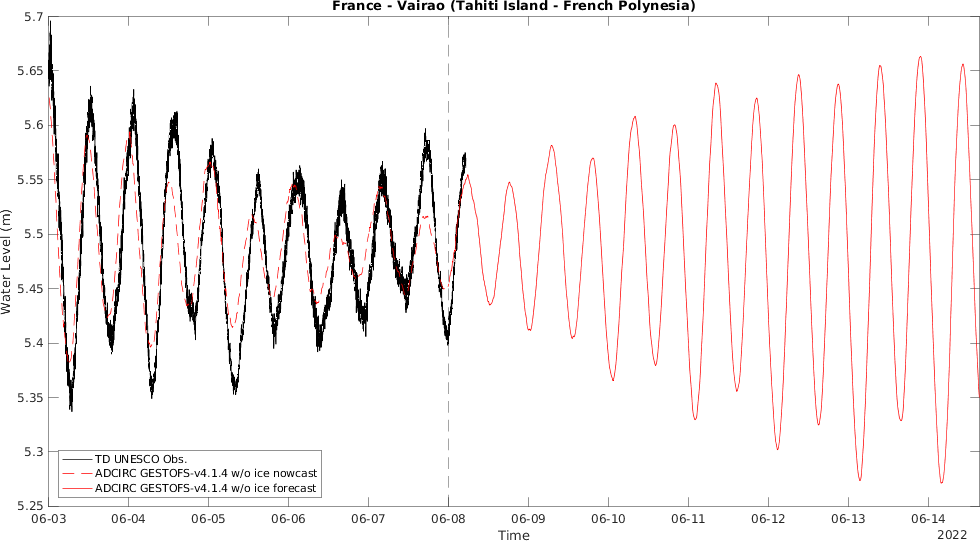 France - Vairao (Tahiti Island - French Polynesia)
5.7
5.65
5.6
5.55
5.5
5.45
5.4
5.35
5.3
5.25
Water Level (m)
TD UNESCO Obs.
ADCIRC GESTOFS-v4.1.4 w/o ice nowcast
ADCIRC GESTOFS-v4.1.4 w/o ice forecast
06-03 06-04 06-05 06-06 06-07 06-08 06-09 06-10 06-11 06-12 06-13 06-14
Time
2022